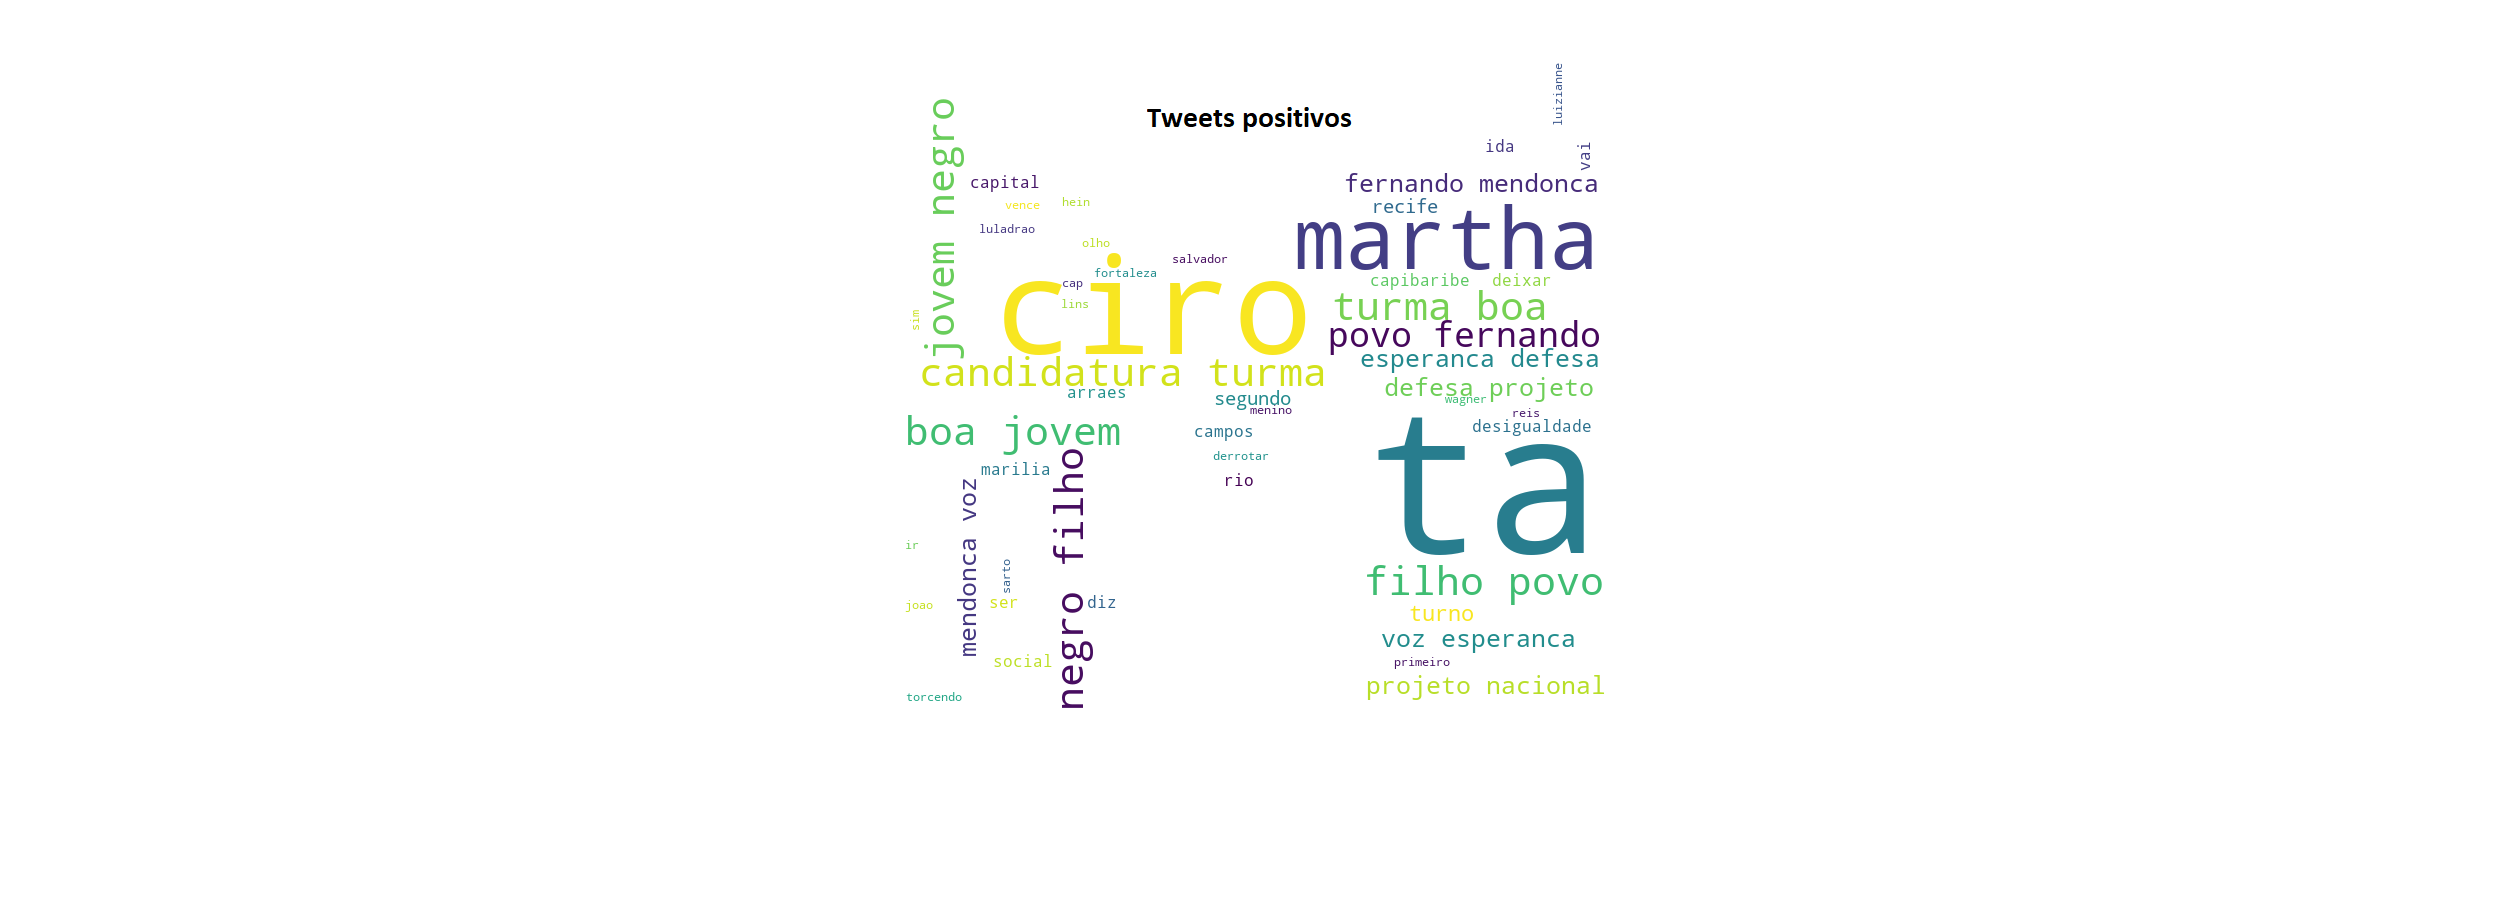 Tweets positivos
luizianne
ida
vai
jovem negro
capital
fernando mendonca
vence
hein
recife
luladrao
martha
olho
salvador
fortaleza
cap
capibaribe
deixar
lins
sim
ciro
turma boa
povo fernando
esperanca defesa
candidatura turma
defesa projeto
arraes
segundo
wagner
menino
reis
boa jovem
campos
desigualdade
derrotar
marilia
rio
ta
mendonca voz
negro filho
ir
sarto
filho povo
joao
ser
diz
turno
voz esperanca
social
primeiro
projeto nacional
torcendo